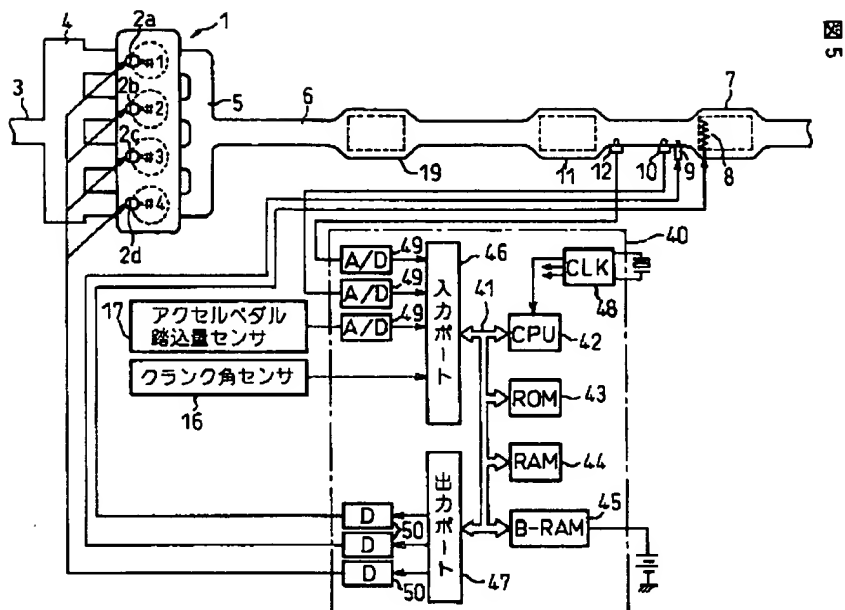 図5
1
2a
4
3
#1
2b
#2
2c
#3
#4
2d
5
6
19
11
12
10
9
8
7
40
49
A/D
49
A/D
49
A/D
46
入力ポート
41
CLK
48
CPU
42
ROM
43
RAM
44
B-RAM
45
17
アクセルペダル
踏込量センサ
クランク角センサ
16
D
50
D
D
50
出力ポート
47